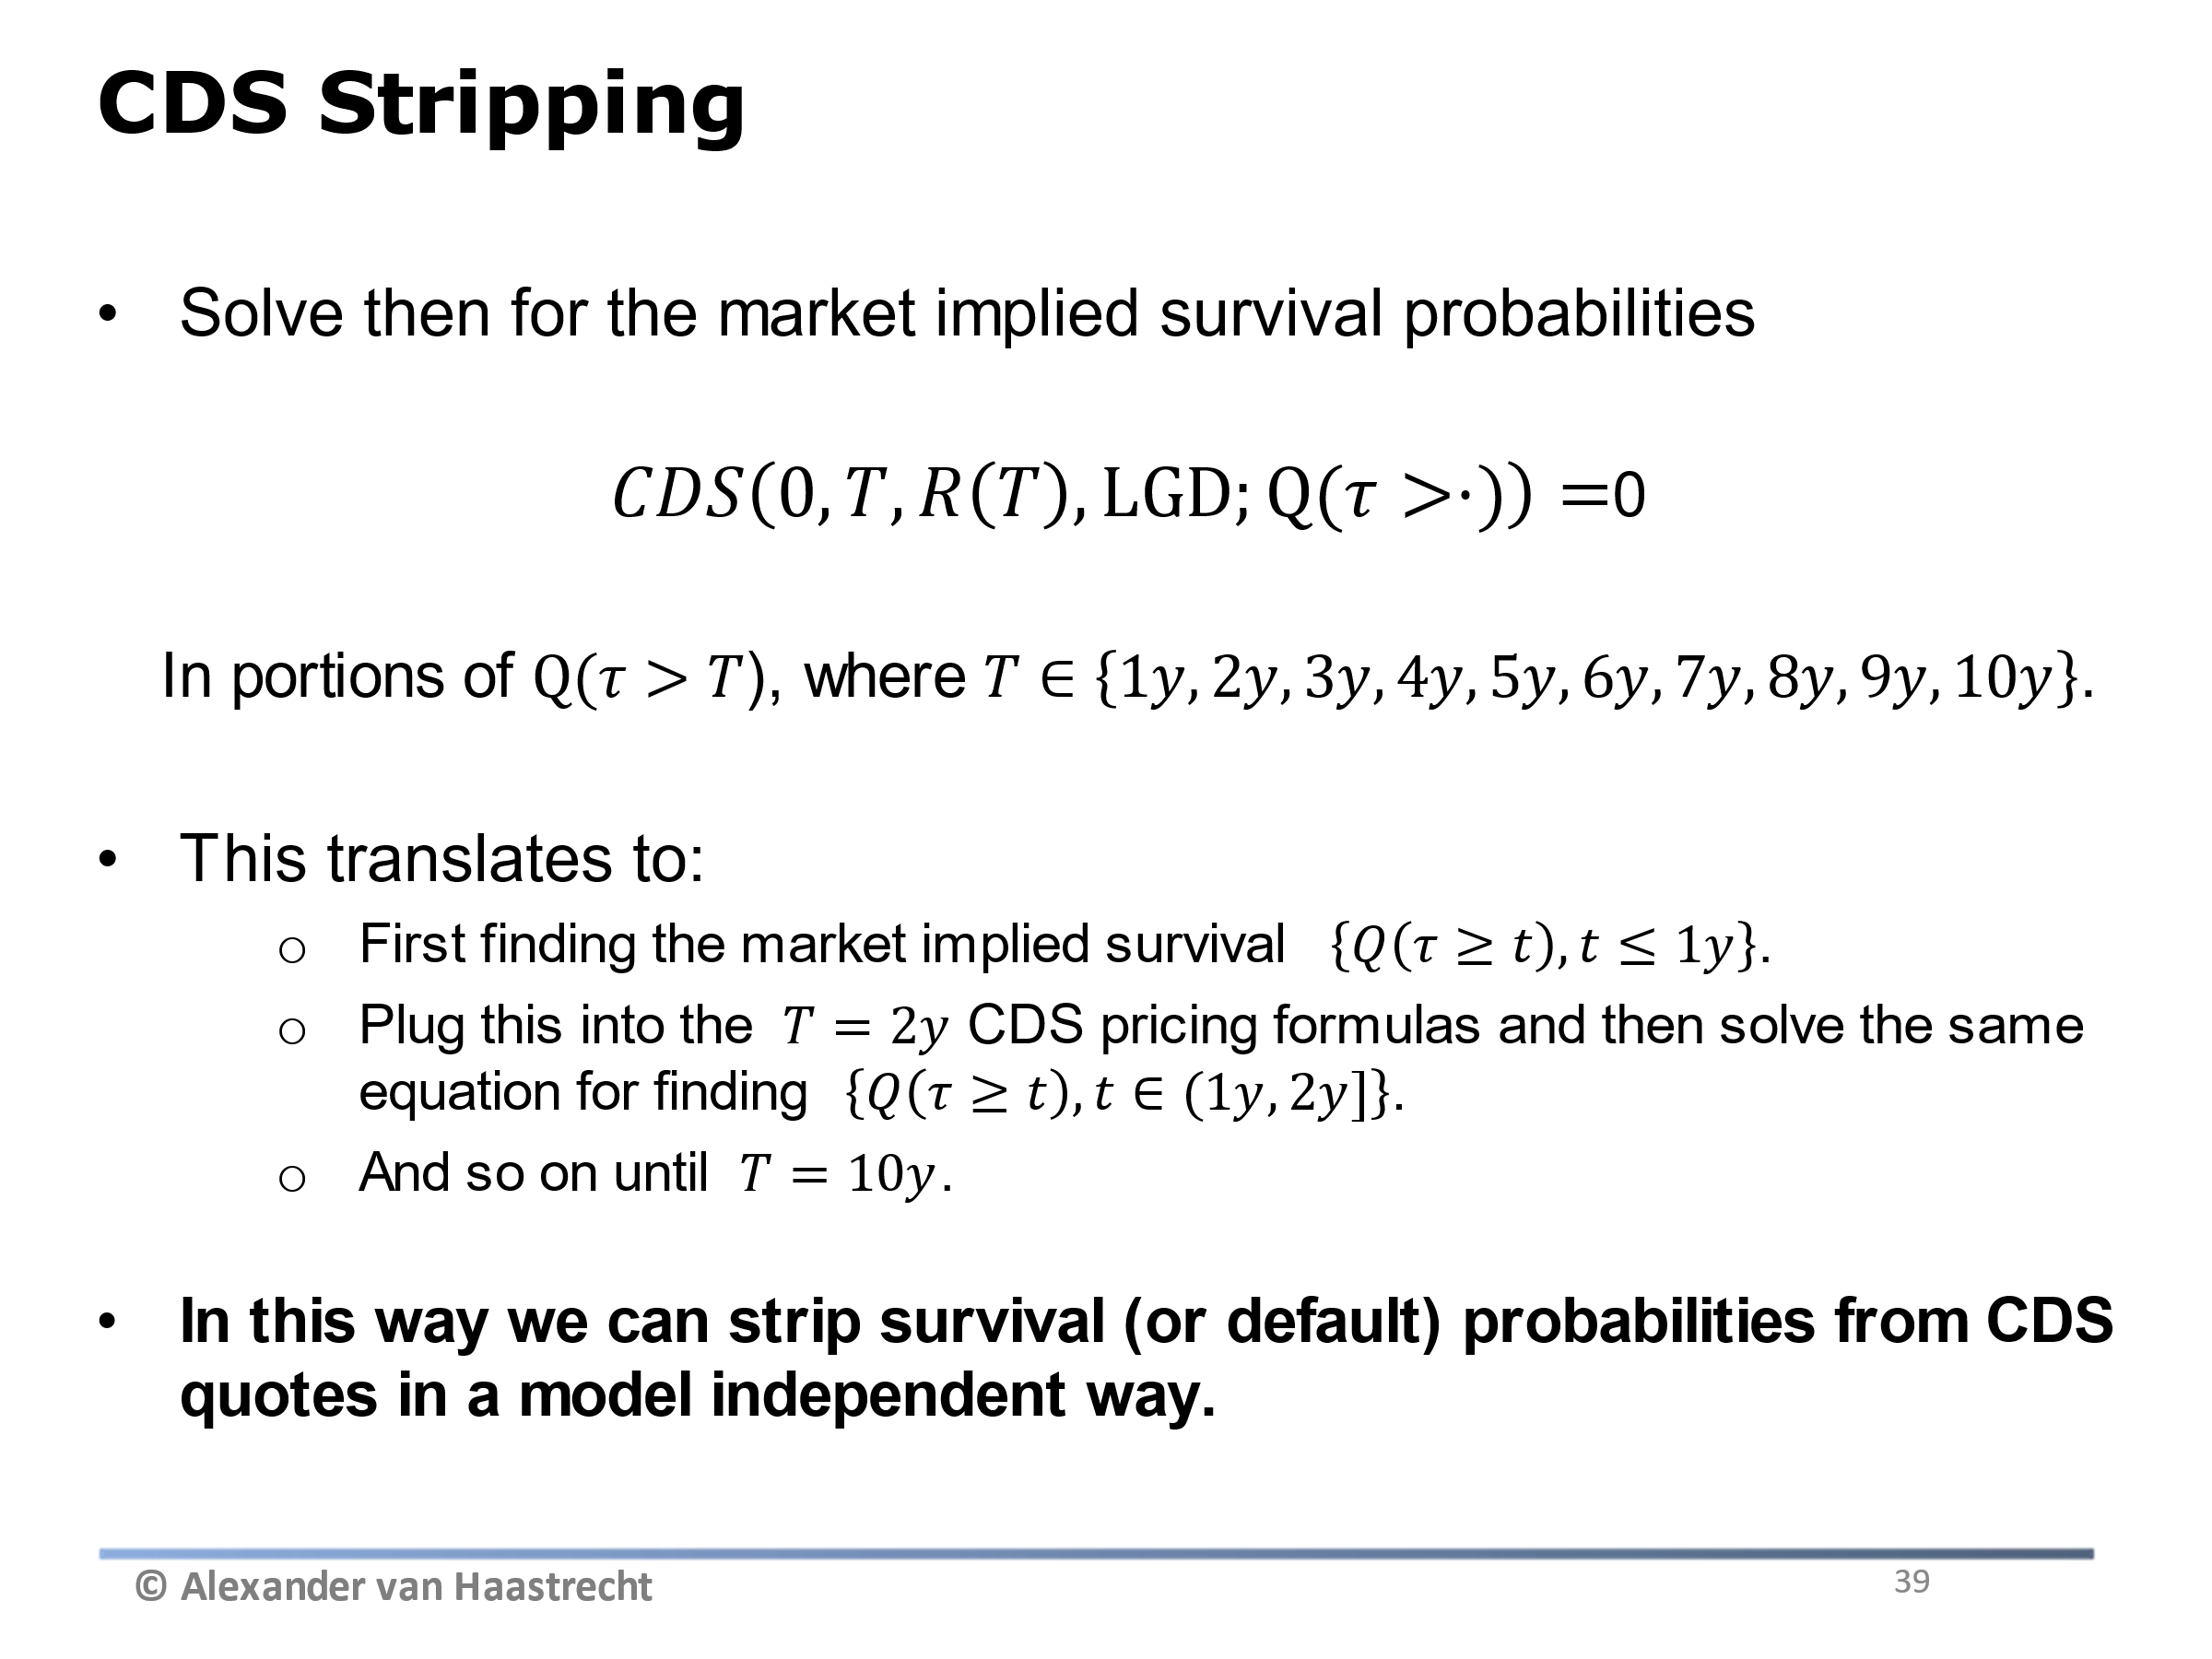 CDS Stripping
• Solve then for the market implied survival probabilities
𝐶𝐷𝑆(0, 𝑇, 𝑅(𝑇), LGD; Q(𝜏 >·)) =0
In portions of Q(𝜏 > 𝑇), where 𝑇 ∈ {1𝑦, 2𝑦, 3𝑦, 4𝑦, 5𝑦, 6𝑦, 7𝑦, 8𝑦, 9𝑦, 10𝑦}.
• This translates to:
○ First finding the market implied survival {𝑄(𝜏 ≥ 𝑡), 𝑡 ≤ 1𝑦}.
○ Plug this into the 𝑇 = 2𝑦 CDS pricing formulas and then solve the same
equation for finding {𝑄(𝜏 ≥ 𝑡), 𝑡 ∈ (1𝑦, 2𝑦]}.
○ And so on until 𝑇 = 10𝑦.
• In this way we can strip survival (or default) probabilities from CDS
quotes in a model independent way.
© Alexander van Haastrecht
39